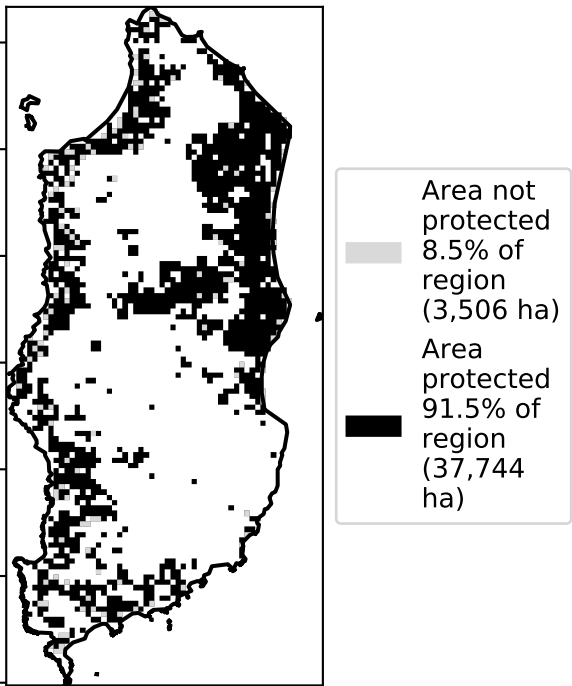 Area not
protected
8.5% of
region
(3,506 ha)
Area
protected
91.5% of
region
(37,744
ha)